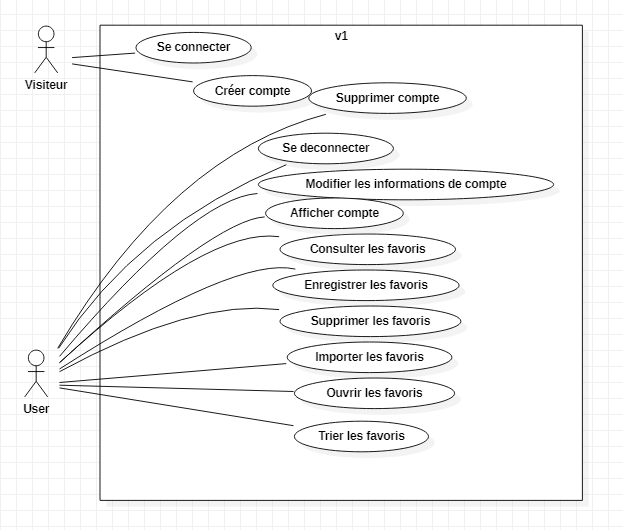 v1
Se connecter
Visiteur
Créer compte
Supprimer compte
Se deconnecter
Modifier les informations de compte
Afficher compte
Consulter les favoris
Enregistrer les favoris
Supprimer les favoris
Importer les favoris
Ouvrir les favoris
User
Trier les favoris